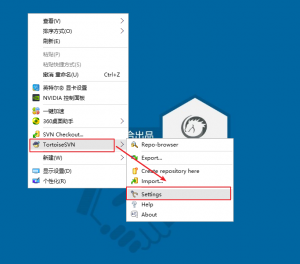 查看(V)
排序方式(O)
刷新(E)
粘贴(P)
粘贴快捷方式(S)
撤消 重命名(U) Ctrl+Z
英特尔® 显卡设置
NVIDIA 控制面板
一键加速
360桌面助手
SVN Checkout...
TortoiseSVN
新建(W)
显示设置(D)
个性化(R)
Repo-browser
Export...
Create repository here
Import...
Settings
Help
About